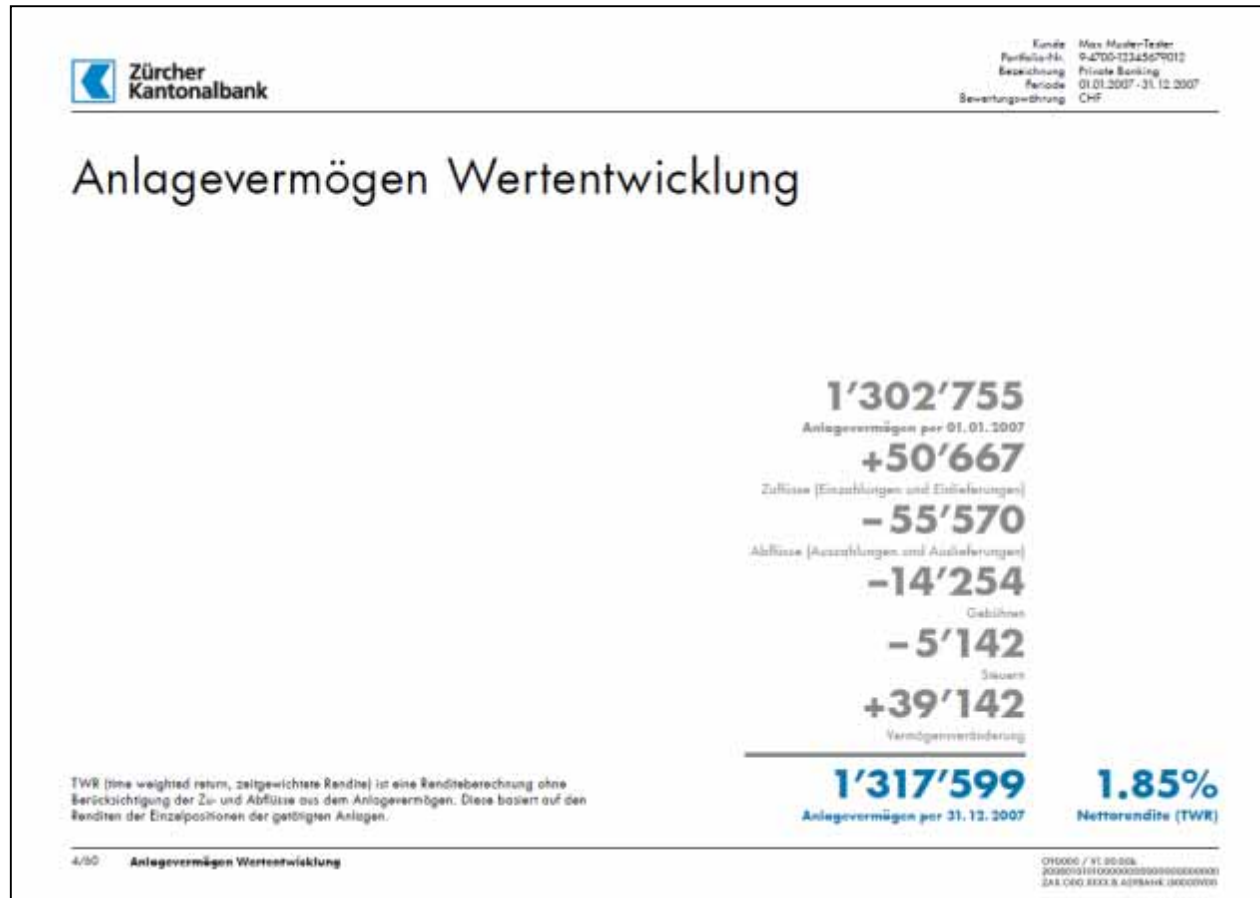 Zürcher
Kantonalbank
Kunde Max Muster-Tester
Portfolio-Nr. 9-4700-12345679012
Bezeichnung Private Banking
Periode 01.01.2007 - 31.12.2007
Bewertungswährung CHF
Anlagevermögen Wertentwicklung
1’302’755
Anlagevermögen per 01.01.2007
+50’667
Zuflüsse (Einzahlungen und Einlieferungen)
–55’570
Abflüsse (Auszahlungen und Auslieferungen)
–14’254
Gebühren
–5’142
Steuern
+39’142
Vermögensveränderung
TWR (time weighted return, zeitgewichtete Rendite) ist eine Renditeberechnung ohne
Berücksichtigung der Zu- und Abflüsse aus dem Anlagevermögen. Diese basiert auf den
Renditen der Einzelpositionen der getätigten Anlagen.
1’317’599
Anlagevermögen per 31.12.2007
1.85%
Nettorendite (TWR)
4/60 Anlagevermögen Wertentwicklung